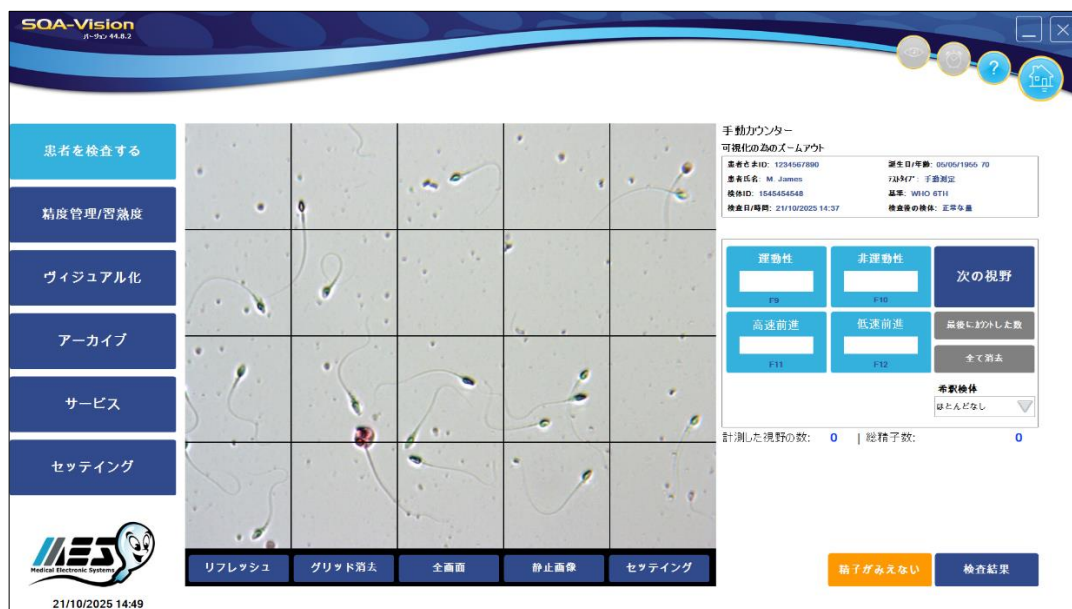 SQA-Vision
バージョン 44.8.2
?
患者を検査する
精度管理/習熟度
ヴィジュアル化
アーカイブ
サービス
セッテイング
MES
Medical Electronic Systems
21/10/2025 14:49
リフレッシュ
グリッド消去
全画面
静止画像
セッテイング
手動カウンター
可視化の為のズームアウト
患者さまID: 1234567890
誕生日/年齢: 05/05/1955 70
患者氏名: M. James
ﾃｽﾄﾀｲﾌﾟ: 手動測定
検体ID: 1545454548
基準: WHO 6TH
検査日/時間: 21/10/2025 14:37
検査後の検体: 正常な量
運動性
F9
非運動性
F10
次の視野
高速前進
F11
低速前進
F12
最後にｶｳﾝﾄした数
全て消去
希釈検体
ほとんどなし
計測した視野の数: 0 | 総精子数: 0
精子がみえない
検査結果